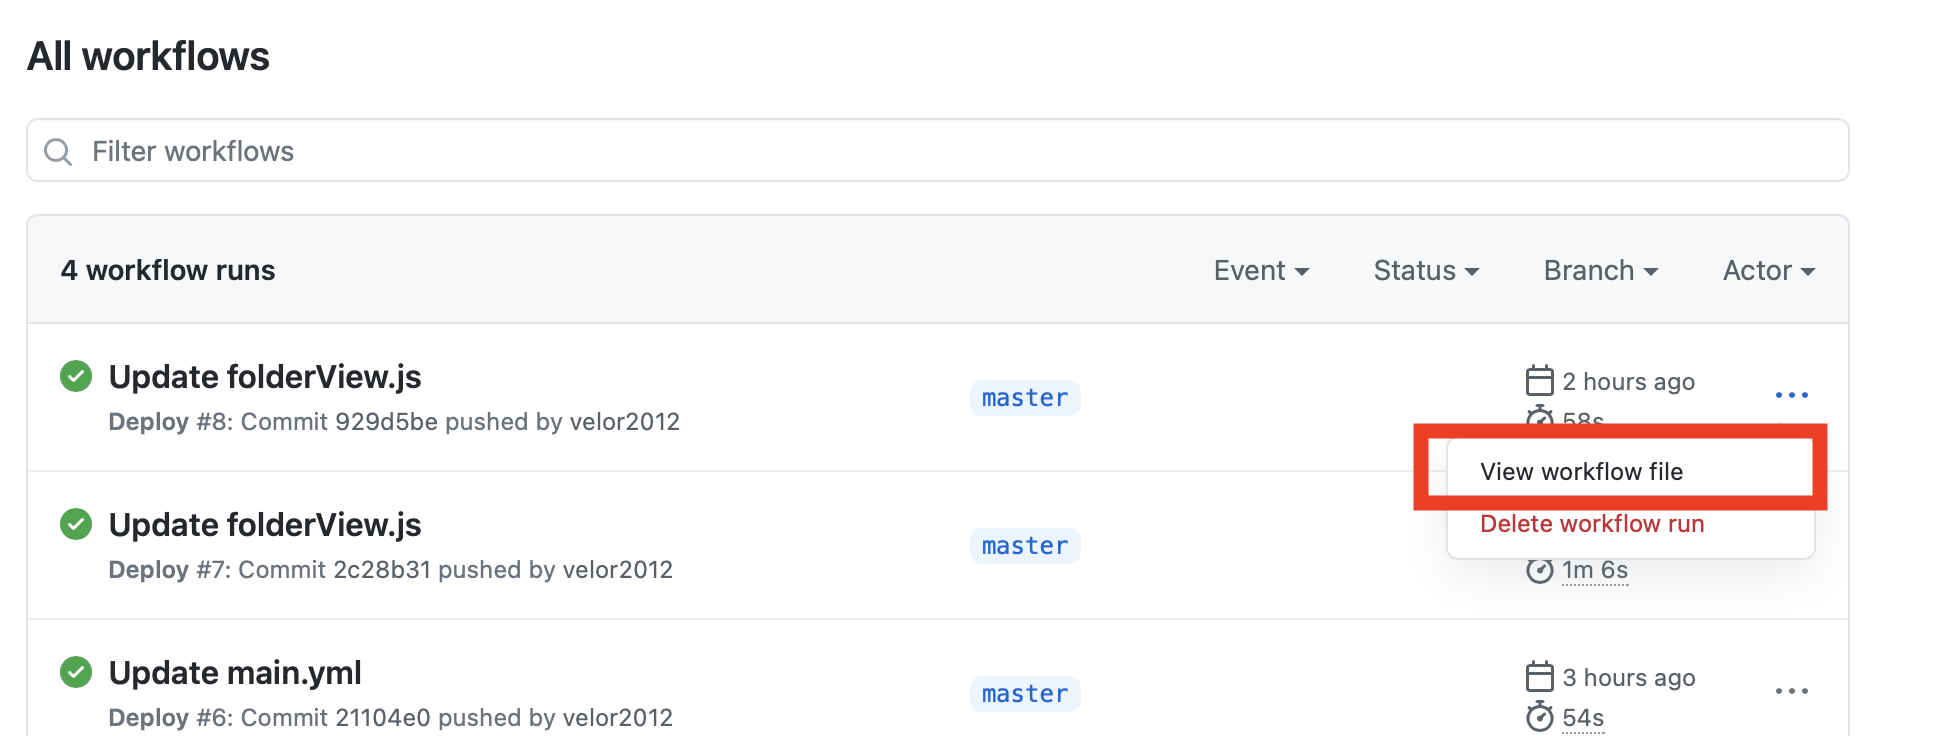 All workflows
Filter workflows
4 workflow runs
Event
Status
Branch
Actor
Update folderView.js
Deploy #8: Commit 929d5be pushed by velor2012
master
2 hours ago
58s
View workflow file
Delete workflow run
Update folderView.js
Deploy #7: Commit 2c28b31 pushed by velor2012
master
1m 6s
Update main.yml
Deploy #6: Commit 21104e0 pushed by velor2012
master
3 hours ago
54s